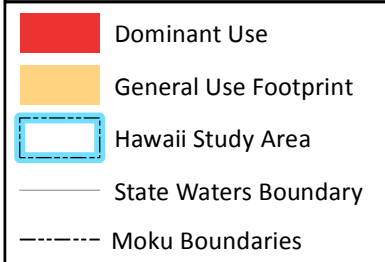 Dominant Use
General Use Footprint
Hawaii Study Area
State Waters Boundary
Moku Boundaries